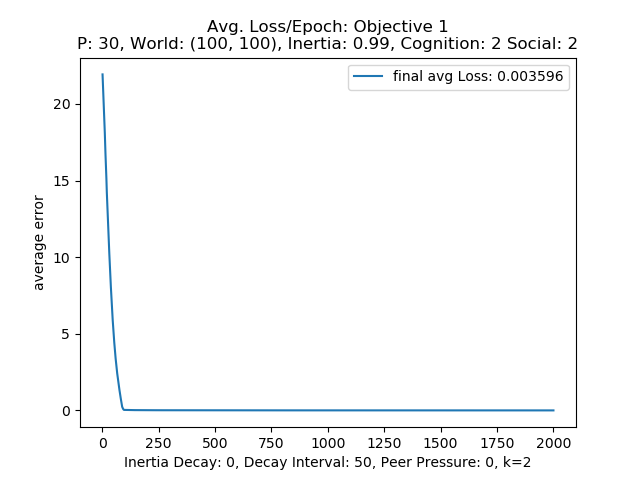 Avg. Loss/Epoch: Objective 1
P: 30, World: (100, 100), Inertia: 0.99, Cognition: 2 Social: 2
final avg Loss: 0.003596
average error
20
15
10
5
0
0 250 500 750 1000 1250 1500 1750 2000
Inertia Decay: 0, Decay Interval: 50, Peer Pressure: 0, k=2